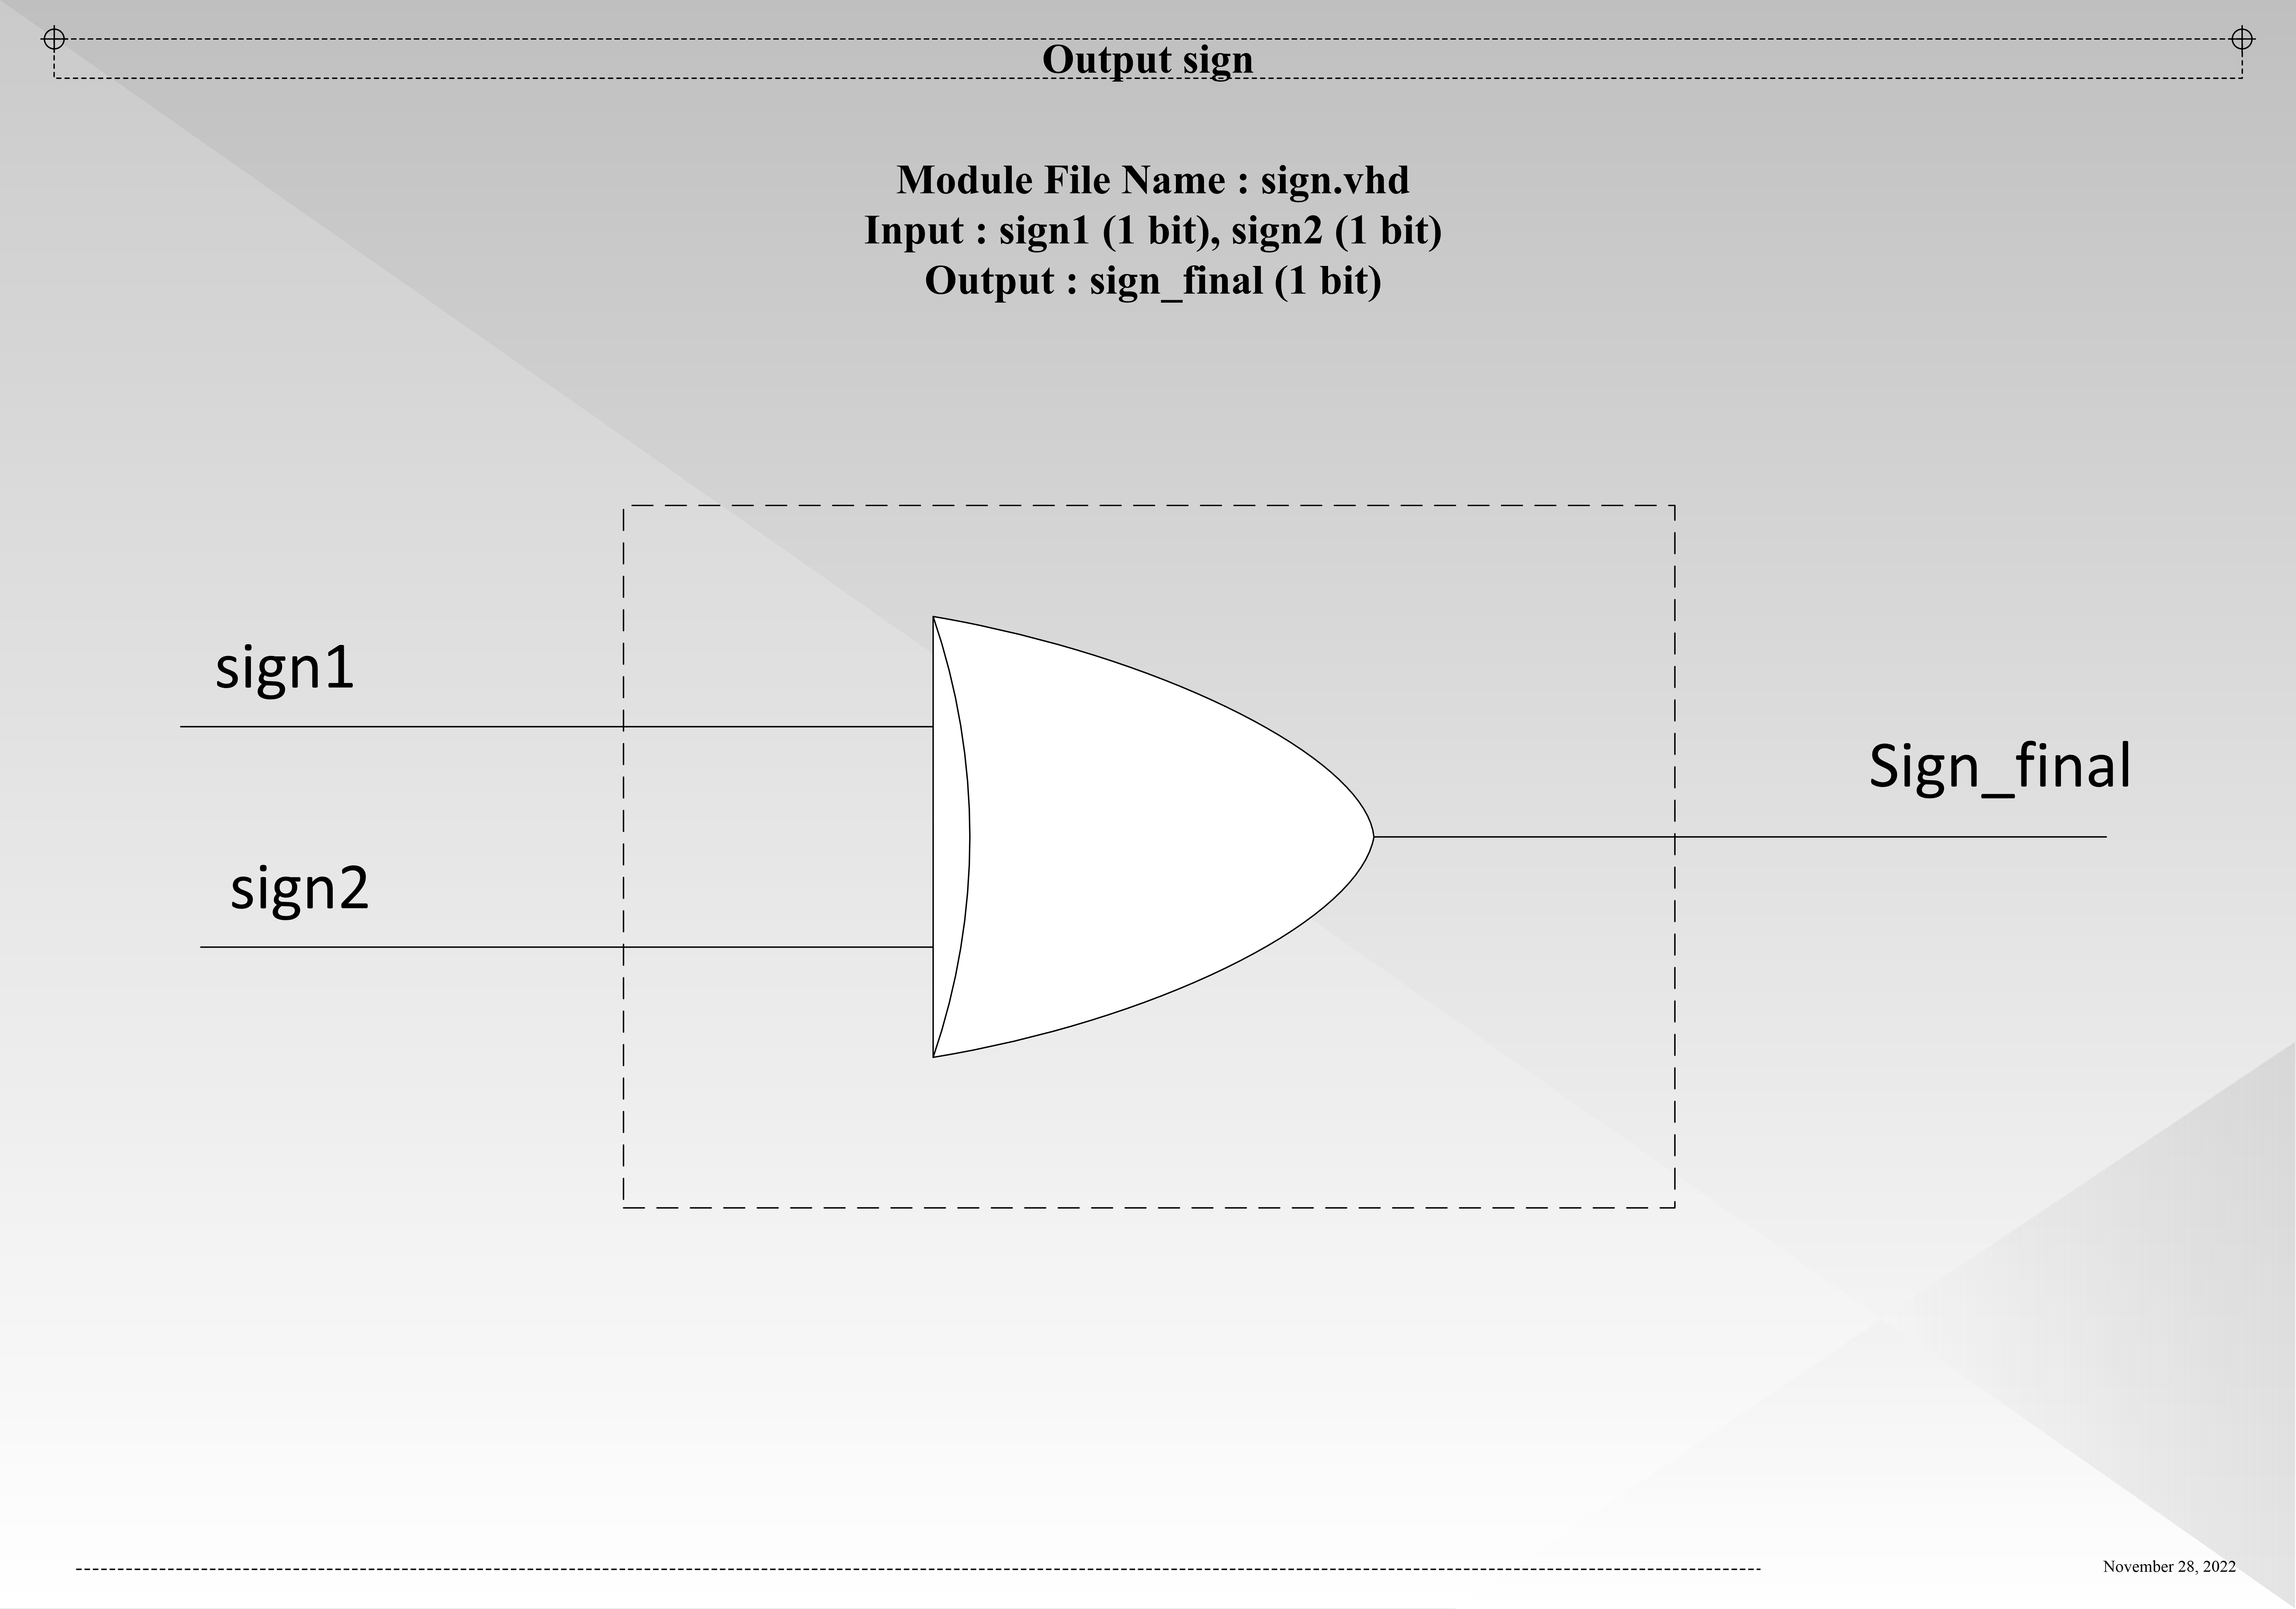 Output sign
Module File Name : sign.vhd
Input : sign1 (1 bit), sign2 (1 bit)
Output : sign_final (1 bit)
sign1
Sign_final
sign2
November 28, 2022